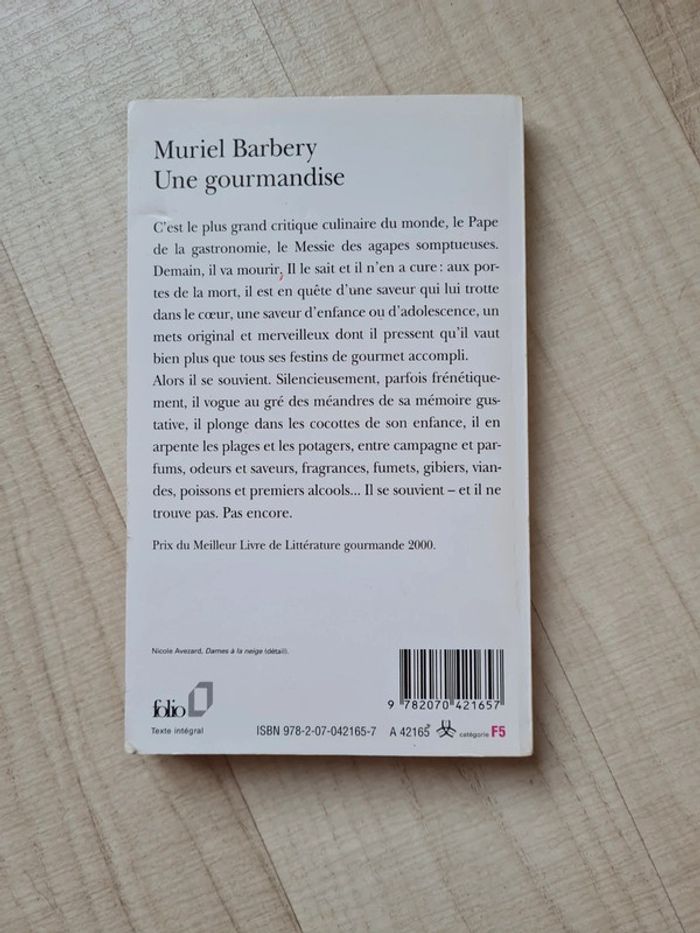 Muriel Barbery
Une gourmandise
C'est le plus grand critique culinaire du monde, le Pape
de la gastronomie, le Messie des agapes somptueuses.
Demain, il va mourir. Il le sait et il n'en a cure : aux por-
tes de la mort, il est en quête d'une saveur qui lui trotte
dans le cœur, une saveur d'enfance ou d'adolescence, un
mets original et merveilleux dont il pressent qu'il vaut
bien plus que tous ses festins de gourmet accompli.
Alors il se souvient. Silencieusement, parfois frénétique-
ment, il vogue au gré des méandres de sa mémoire gus-
tative, il plonge dans les cocottes de son enfance, il en
arpente les plages et les potagers, entre campagne et par-
fums, odeurs et saveurs, fragrances, fumets, gibiers, vian-
des, poissons et premiers alcools... Il se souvient – et il ne
trouve pas. Pas encore.
Prix du Meilleur Livre de Littérature gourmande 2000.
Nicole Avezard, Dames à la neige (détail).
9 782070 421657
folio
Texte intégral
ISBN 978-2-07-042165-7 A 42165 catégorie F5